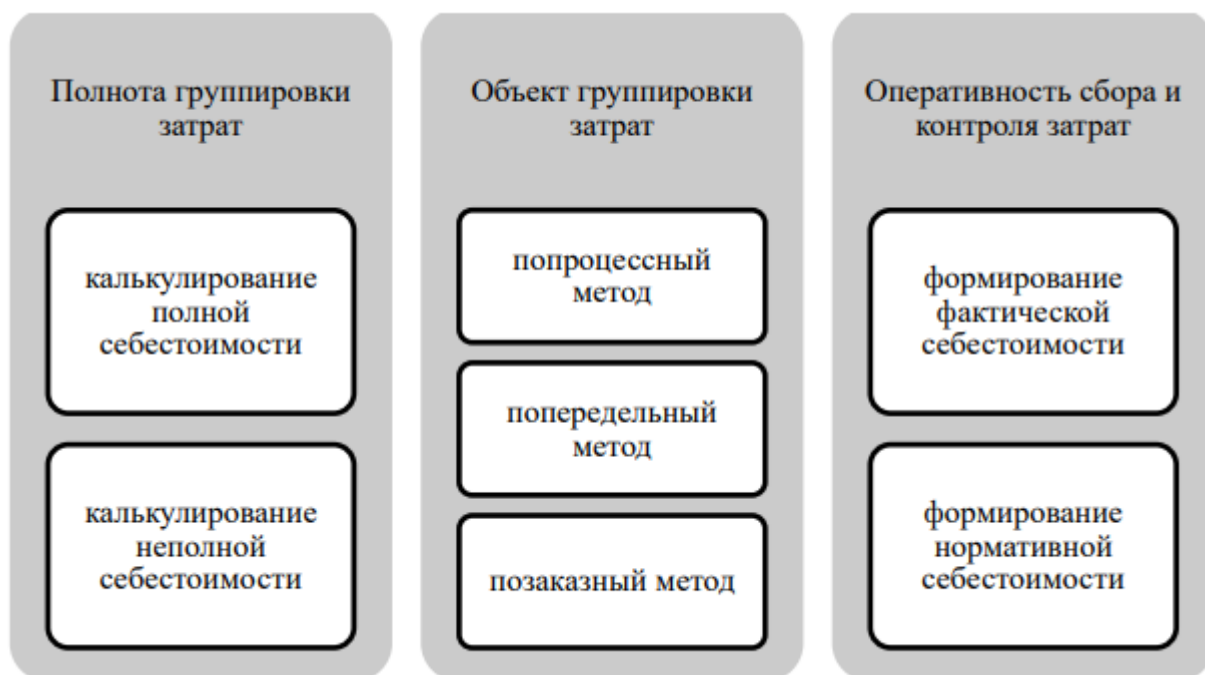 Полнота группировки
затрат
калькулирование
полной
себестоимости
калькулирование
неполной
себестоимости
Объект группировки
затрат
попроцессный
метод
попередельный
метод
позаказный метод
Оперативность сбора и
контроля затрат
формирование
фактической
себестоимости
формирование
нормативной
себестоимости